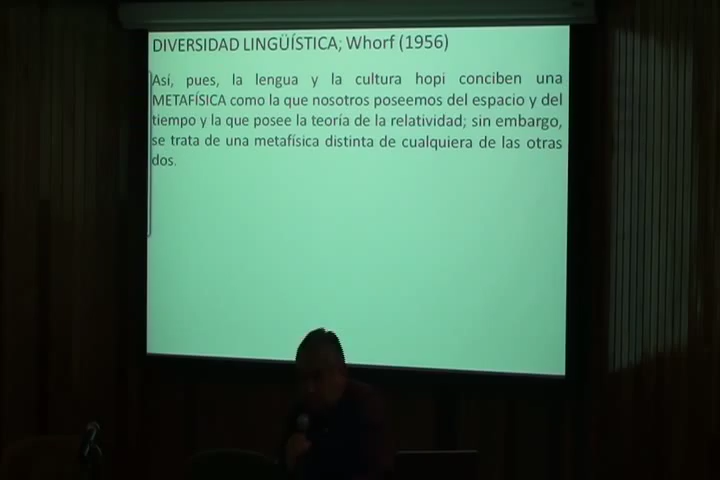 DIVERSIDAD LINGÜÍSTICA; Whorf (1956)
Así, pues, la lengua y la cultura hopi conciben una
METAFÍSICA como la que nosotros poseemos del espacio y del
tiempo y la que posee la teoría de la relatividad; sin embargo,
se trata de una metafísica distinta de cualquiera de las otras
dos.